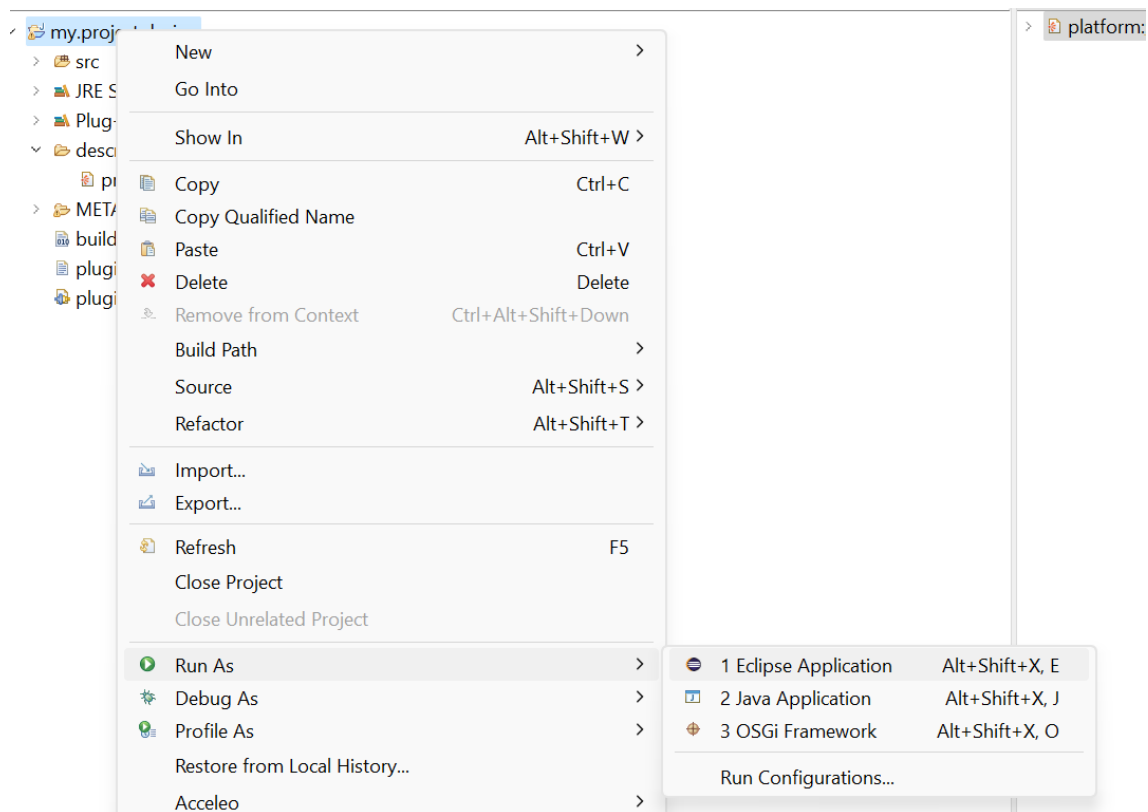 my.proj
src
JRE S
Plug-
desc
pr
META
build
plugi
plugi
platform:
New
Go Into
Show In Alt+Shift+W
Copy Ctrl+C
Copy Qualified Name
Paste Ctrl+V
Delete Delete
Remove from Context Ctrl+Alt+Shift+Down
Build Path
Source Alt+Shift+S
Refactor Alt+Shift+T
Import...
Export...
Refresh F5
Close Project
Close Unrelated Project
Run As
Debug As
Profile As
Restore from Local History...
Acceleo
1 Eclipse Application Alt+Shift+X, E
2 Java Application Alt+Shift+X, J
3 OSGi Framework Alt+Shift+X, O
Run Configurations...